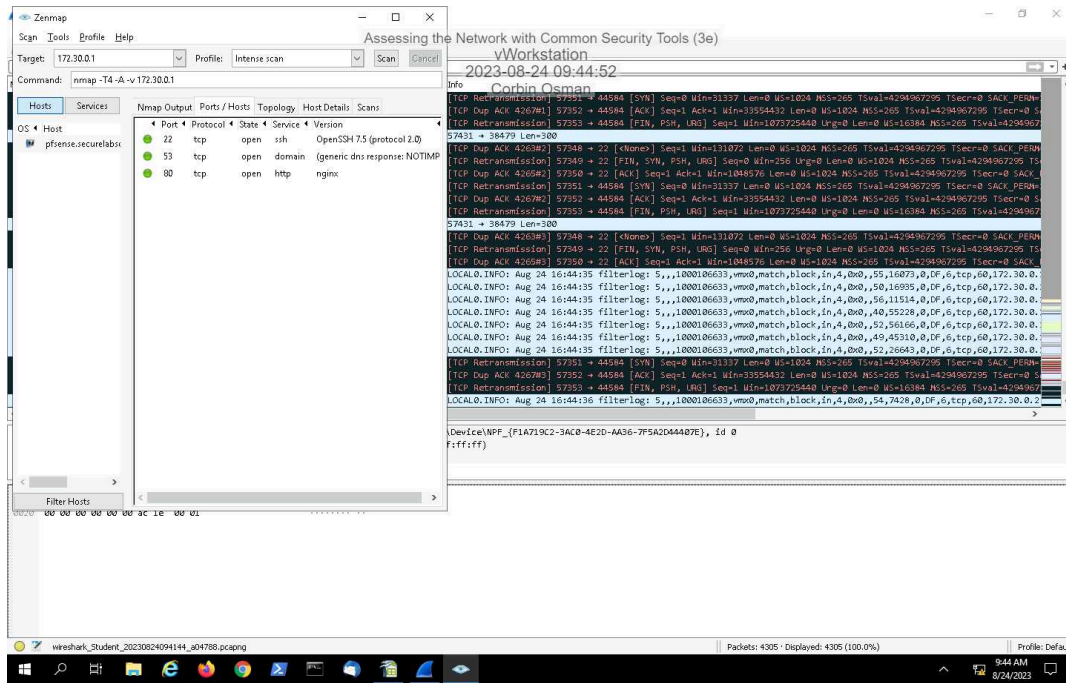 Zenmap
Scan Tools Profile Help
Target: 172.30.0.1 Profile: Intense scan Scan Cancel
Command: nmap -T4 -A -v 172.30.0.1
Hosts Services
Nmap Output Ports / Hosts Topology Host Details Scans
OS Host
pfsense.securelabsc
Port Protocol State Service Version
22 tcp open ssh OpenSSH 7.5 (protocol 2.0)
53 tcp open domain (generic dns response: NOTIMP
80 tcp open http nginx
Filter Hosts
Assessing the Network with Common Security Tools (3e)
vWorkstation
2023-08-24 09:44:52
Corbin Osman
Info
[TCP Retransmission] 57351 → 44584 [SYN] Seq=0 Win=31337 Len=0 WS=1024 MSS=265 TSval=4294967295 TSecr=0 SACK_PERM=
[TCP Dup ACK 4267#1] 57352 → 44584 [ACK] Seq=1 Ack=1 Win=33554432 Len=0 WS=1024 MSS=265 TSval=4294967295 TSecr=0 S
[TCP Retransmission] 57353 → 44584 [FIN, PSH, URG] Seq=1 Win=1073725440 Urg=0 Len=0 WS=16384 MSS=265 TSval=4294967
57431 → 38479 Len=300
[TCP Dup ACK 4263#2] 57348 → 22 [<None>] Seq=1 Win=131072 Len=0 WS=1024 MSS=265 TSval=4294967295 TSecr=0 SACK_PERM
[TCP Retransmission] 57349 → 22 [FIN, SYN, PSH, URG] Seq=0 Win=256 Urg=0 Len=0 WS=1024 MSS=265 TSval=4294967295 TS
[TCP Dup ACK 4265#2] 57350 → 22 [ACK] Seq=1 Ack=1 Win=1048576 Len=0 WS=1024 MSS=265 TSval=4294967295 TSecr=0 SACK_
[TCP Retransmission] 57351 → 44584 [SYN] Seq=0 Win=31337 Len=0 WS=1024 MSS=265 TSval=4294967295 TSecr=0 SACK_PERM=
[TCP Dup ACK 4267#2] 57352 → 44584 [ACK] Seq=1 Ack=1 Win=33554432 Len=0 WS=1024 MSS=265 TSval=4294967295 TSecr=0 S
[TCP Retransmission] 57353 → 44584 [FIN, PSH, URG] Seq=1 Win=1073725440 Urg=0 Len=0 WS=16384 MSS=265 TSval=4294967
57431 → 38479 Len=300
[TCP Dup ACK 4263#3] 57348 → 22 [<None>] Seq=1 Win=131072 Len=0 WS=1024 MSS=265 TSval=4294967295 TSecr=0 SACK_PERM
[TCP Retransmission] 57349 → 22 [FIN, SYN, PSH, URG] Seq=0 Win=256 Urg=0 Len=0 WS=1024 MSS=265 TSval=4294967295 TS
[TCP Dup ACK 4265#3] 57350 → 22 [ACK] Seq=1 Ack=1 Win=1048576 Len=0 WS=1024 MSS=265 TSval=4294967295 TSecr=0 SACK_
LOCAL0.INFO: Aug 24 16:44:35 filterlog: 5,,,1000106633,vmx0,match,block,in,4,0x0,,55,16073,0,DF,6,tcp,60,172.30.0.
LOCAL0.INFO: Aug 24 16:44:35 filterlog: 5,,,1000106633,vmx0,match,block,in,4,0x0,,50,16935,0,DF,6,tcp,60,172.30.0.
LOCAL0.INFO: Aug 24 16:44:35 filterlog: 5,,,1000106633,vmx0,match,block,in,4,0x0,,56,11514,0,DF,6,tcp,60,172.30.0.
LOCAL0.INFO: Aug 24 16:44:35 filterlog: 5,,,1000106633,vmx0,match,block,in,4,0x0,,40,55228,0,DF,6,tcp,60,172.30.0.
LOCAL0.INFO: Aug 24 16:44:35 filterlog: 5,,,1000106633,vmx0,match,block,in,4,0x0,,52,56166,0,DF,6,tcp,60,172.30.0.
LOCAL0.INFO: Aug 24 16:44:35 filterlog: 5,,,1000106633,vmx0,match,block,in,4,0x0,,49,45310,0,DF,6,tcp,60,172.30.0.
LOCAL0.INFO: Aug 24 16:44:35 filterlog: 5,,,1000106633,vmx0,match,block,in,4,0x0,,52,26643,0,DF,6,tcp,60,172.30.0.
[TCP Retransmission] 57351 → 44584 [SYN] Seq=0 Win=31337 Len=0 WS=1024 MSS=265 TSval=4294967295 TSecr=0 SACK_PERM=
[TCP Dup ACK 4267#3] 57352 → 44584 [ACK] Seq=1 Ack=1 Win=33554432 Len=0 WS=1024 MSS=265 TSval=4294967295 TSecr=0 S
[TCP Retransmission] 57353 → 44584 [FIN, PSH, URG] Seq=1 Win=1073725440 Urg=0 Len=0 WS=16384 MSS=265 TSval=4294967
LOCAL0.INFO: Aug 24 16:44:36 filterlog: 5,,,1000106633,vmx0,match,block,in,4,0x0,,54,7428,0,DF,6,tcp,60,172.30.0.2
\Device\NPF_{F1A719C2-3AC0-4E2D-AA36-7F5A2D44407E}, id 0
f:ff:ff)
0020 00 00 00 00 00 00 ac 1e 00 01 ........ ..
wireshark_Student_20230824094144_a04788.pcapng Packets: 4305 · Displayed: 4305 (100.0%) Profile: Defau
9:44 AM
8/24/2023